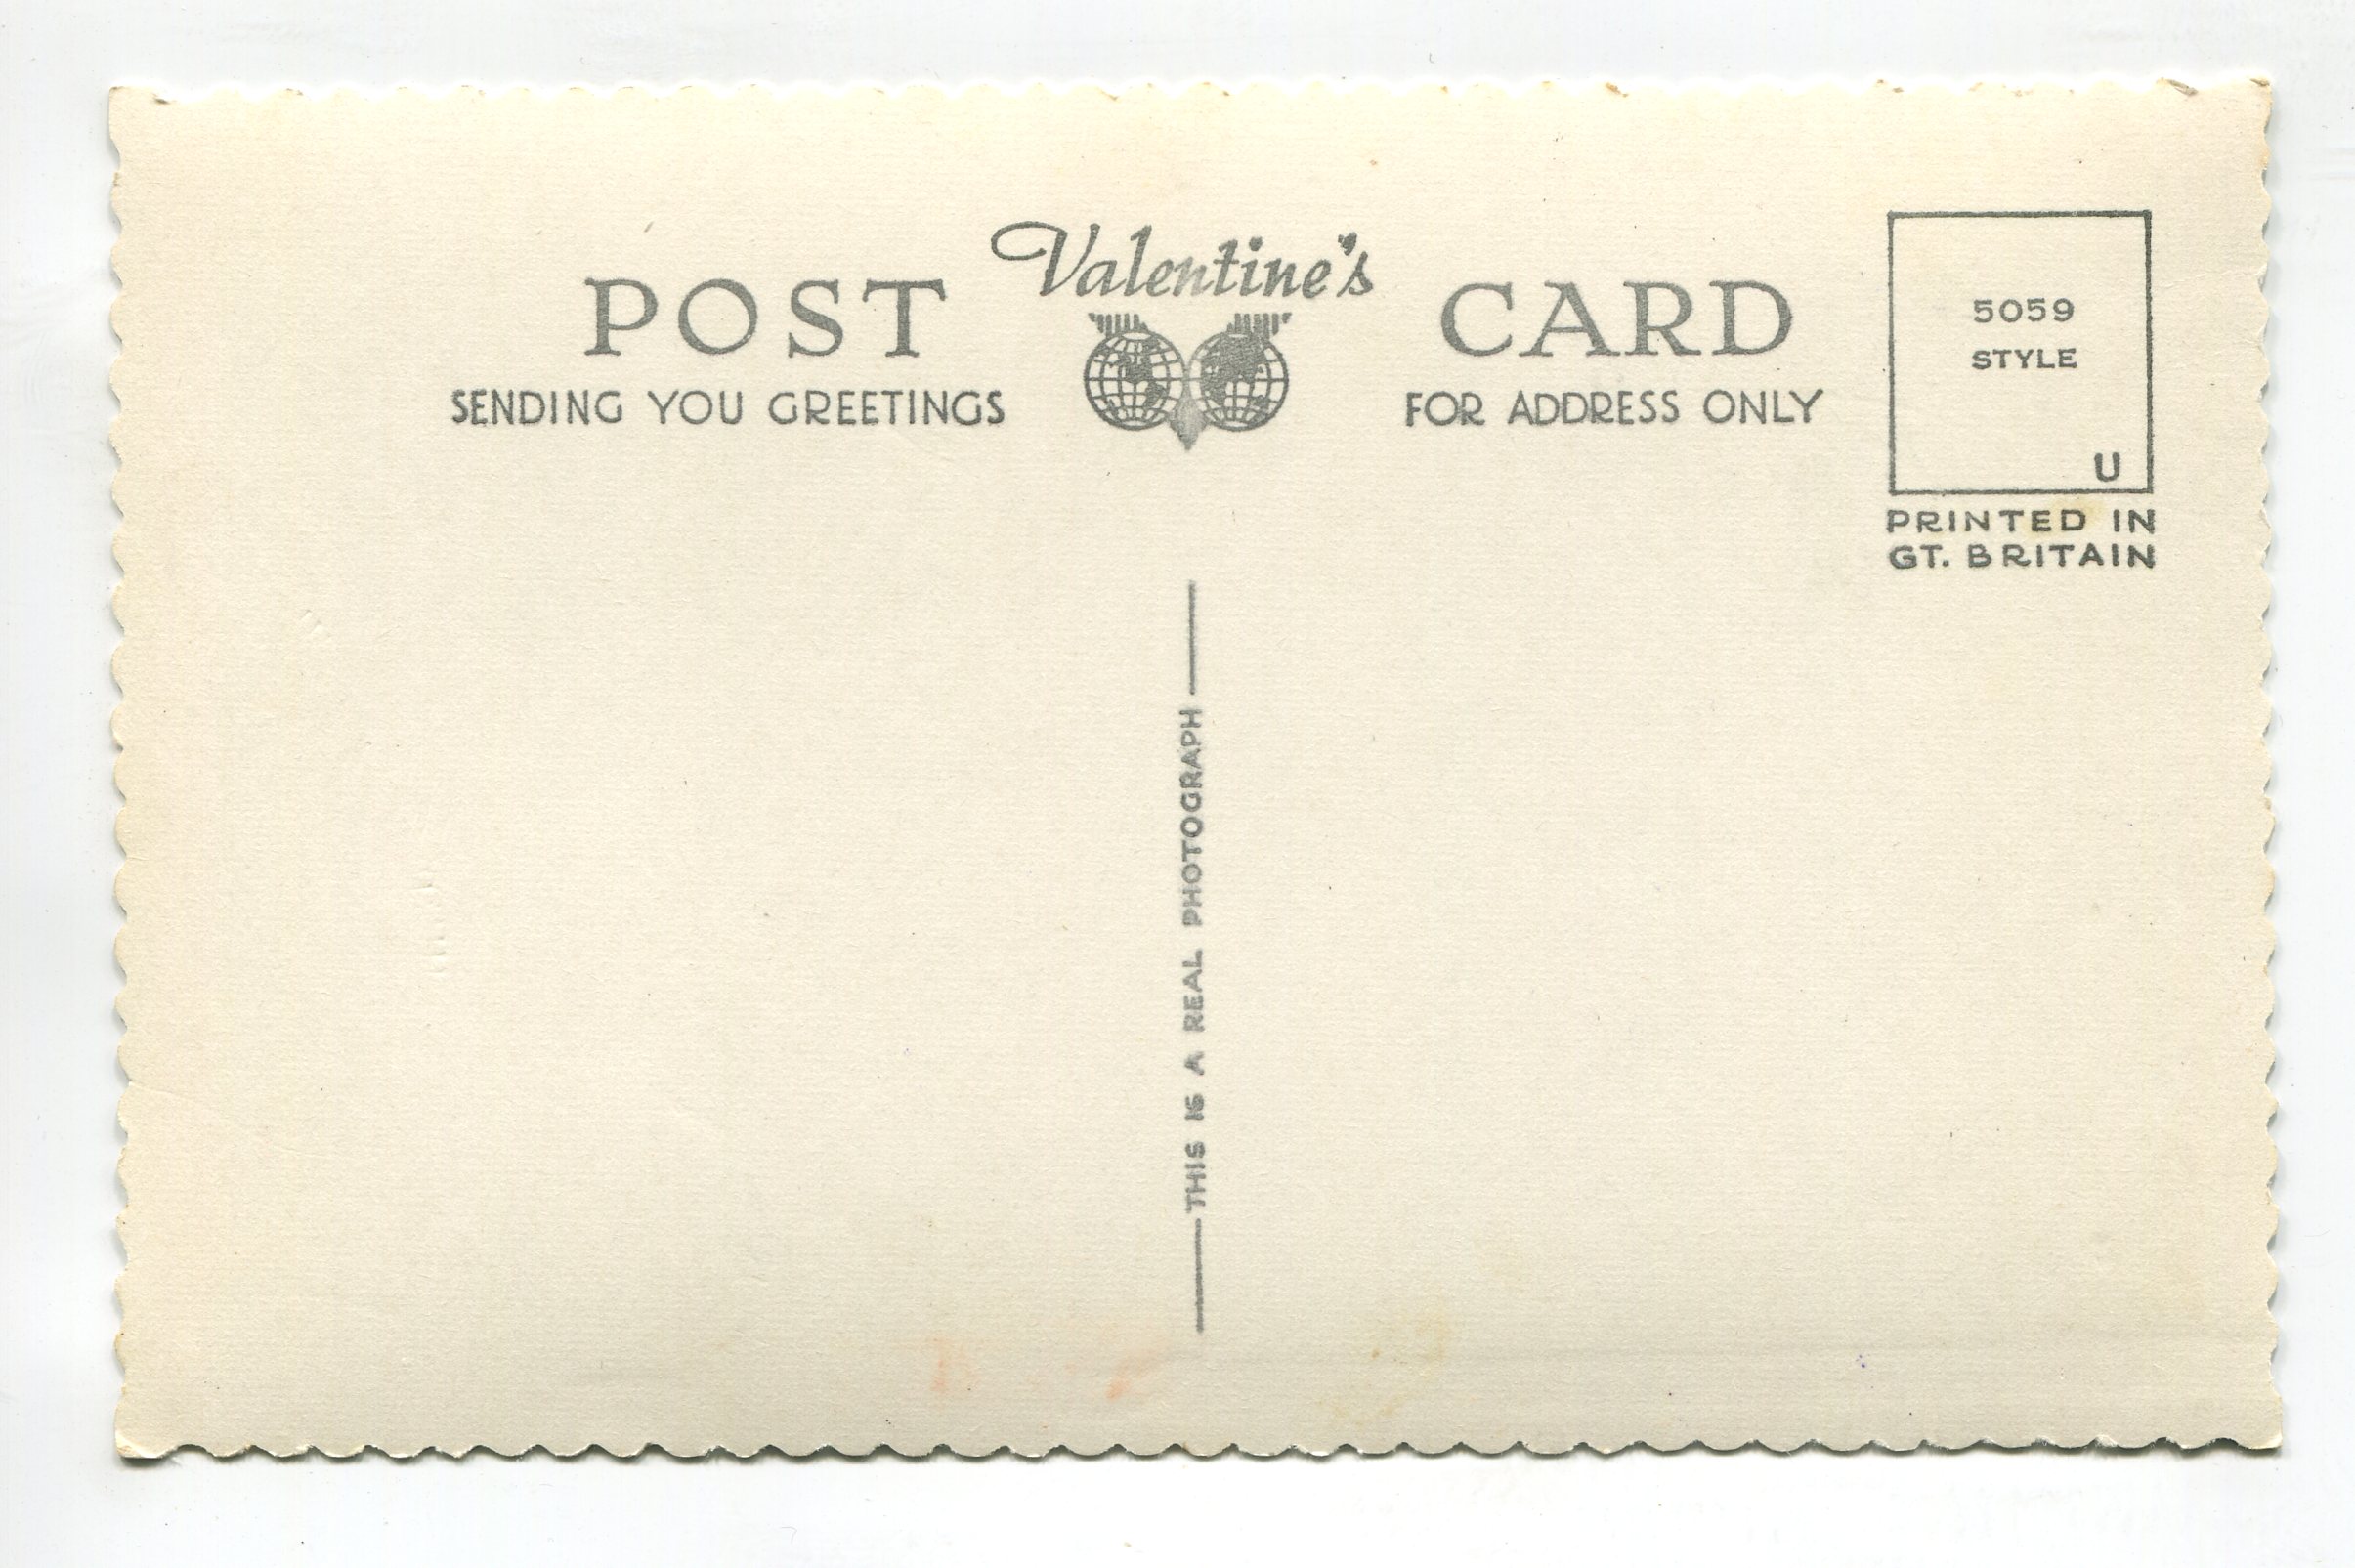 Valentine's
POST CARD
SENDING YOU GREETINGS
FOR ADDRESS ONLY
5059
STYLE
U
PRINTED IN
GT. BRITAIN
THIS IS A REAL PHOTOGRAPH